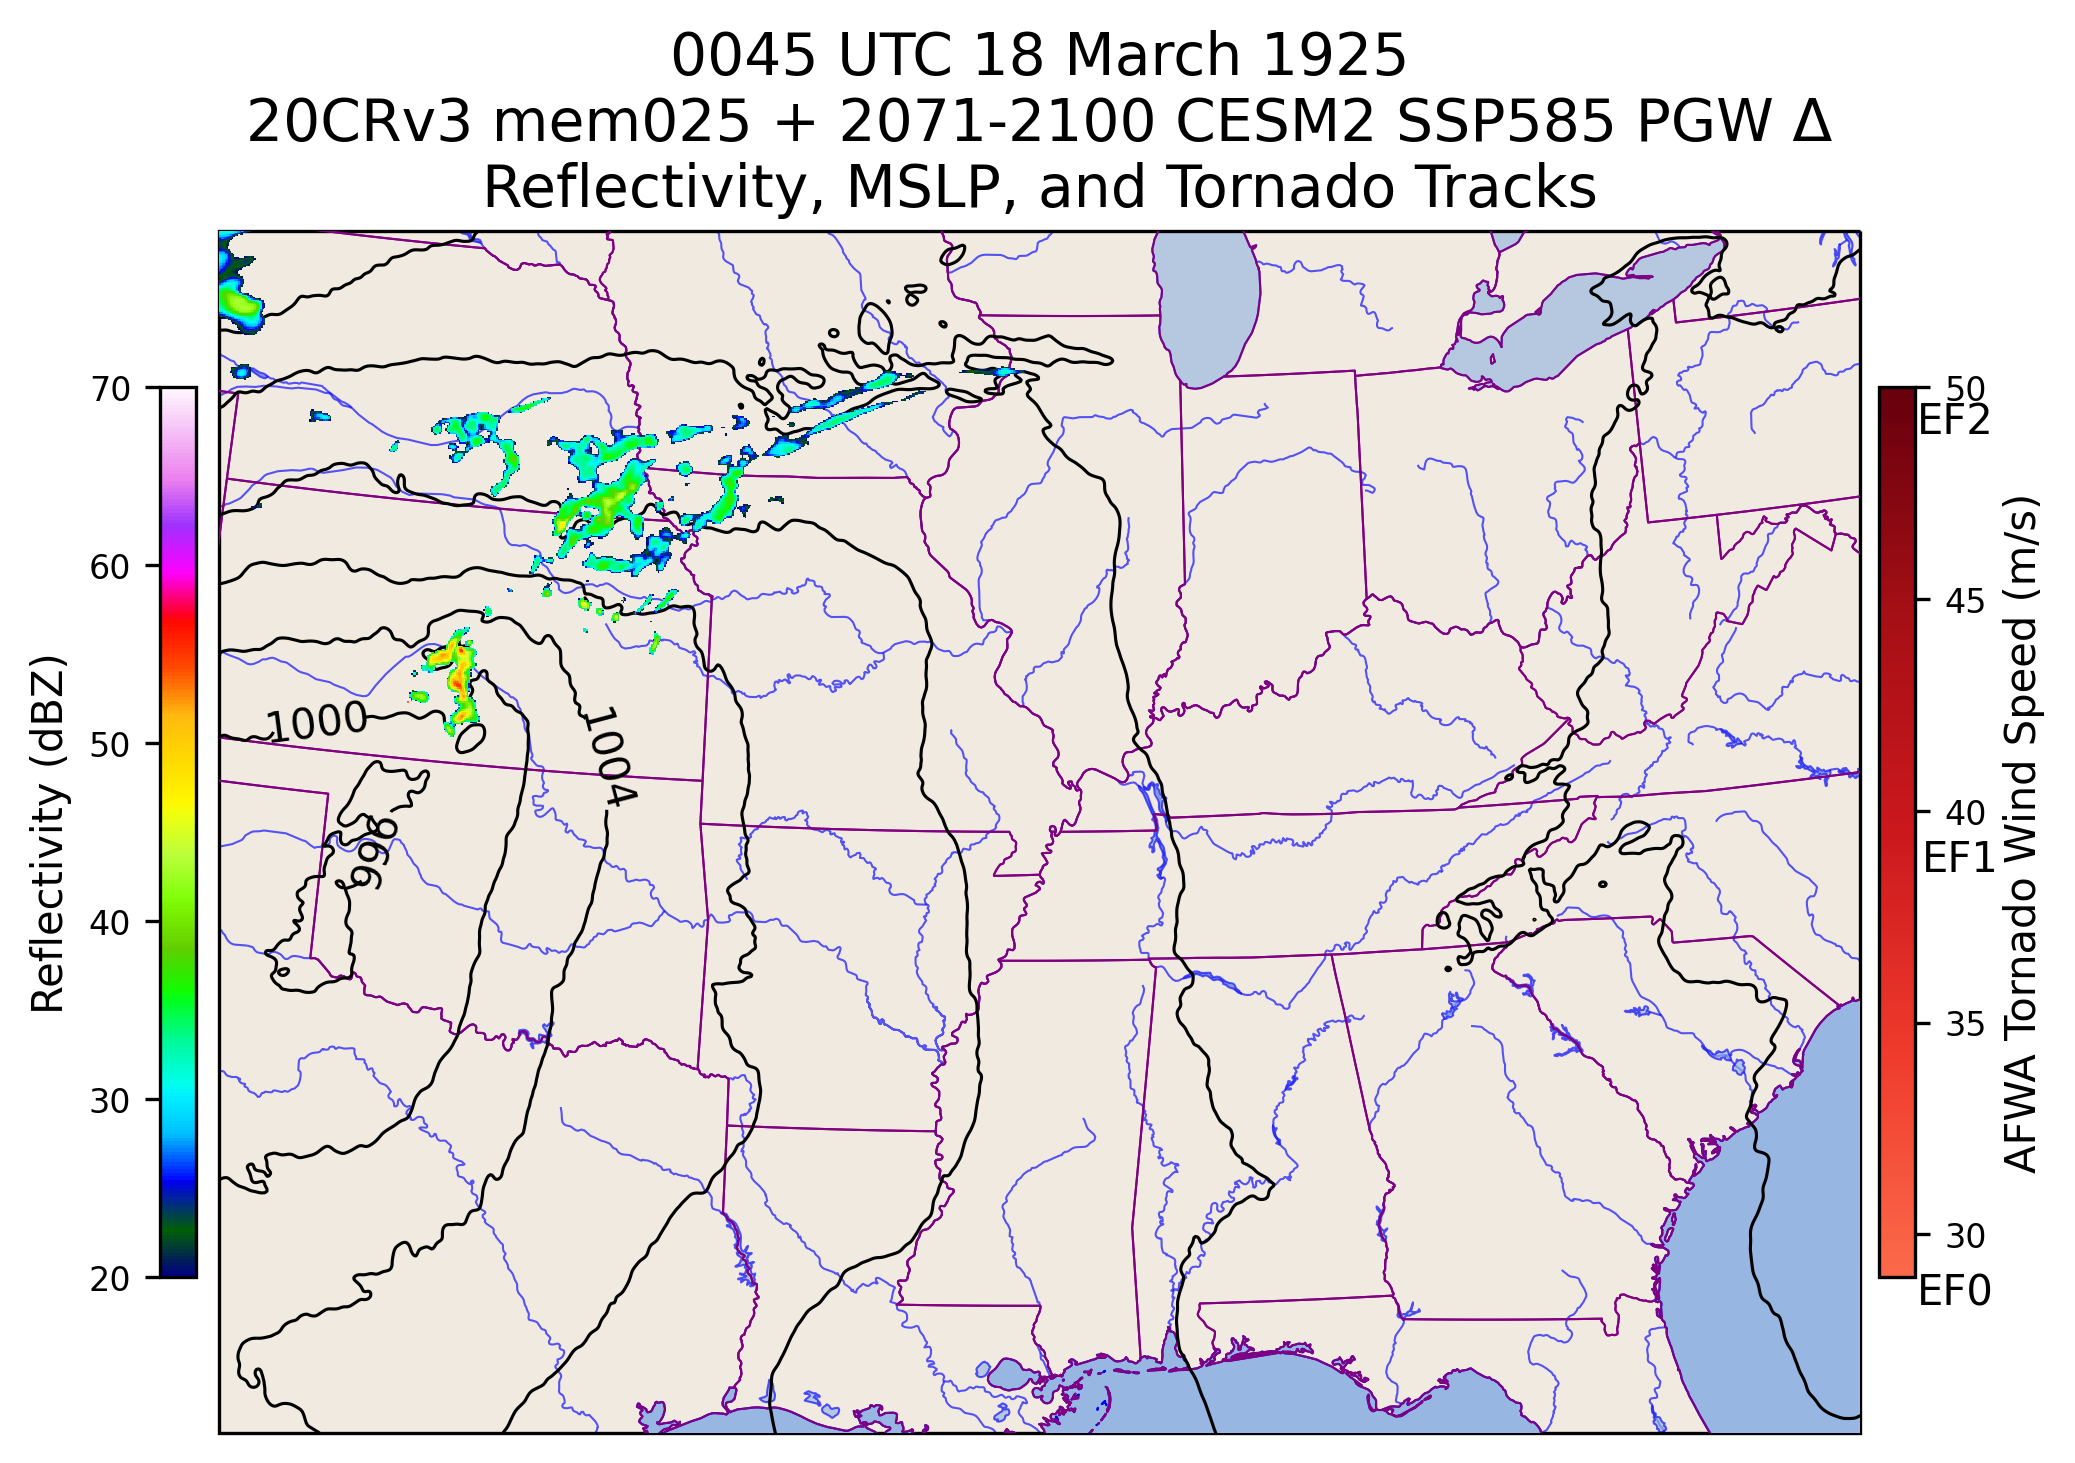 0045 UTC 18 March 1925
20CRv3 mem025 + 2071-2100 CESM2 SSP585 PGW Δ
Reflectivity, MSLP, and Tornado Tracks
70
60
50
40
30
20
Reflectivity (dBZ)
1000
1004
996
50
EF2
45
40
EF1
35
30
EF0
AFWA Tornado Wind Speed (m/s)